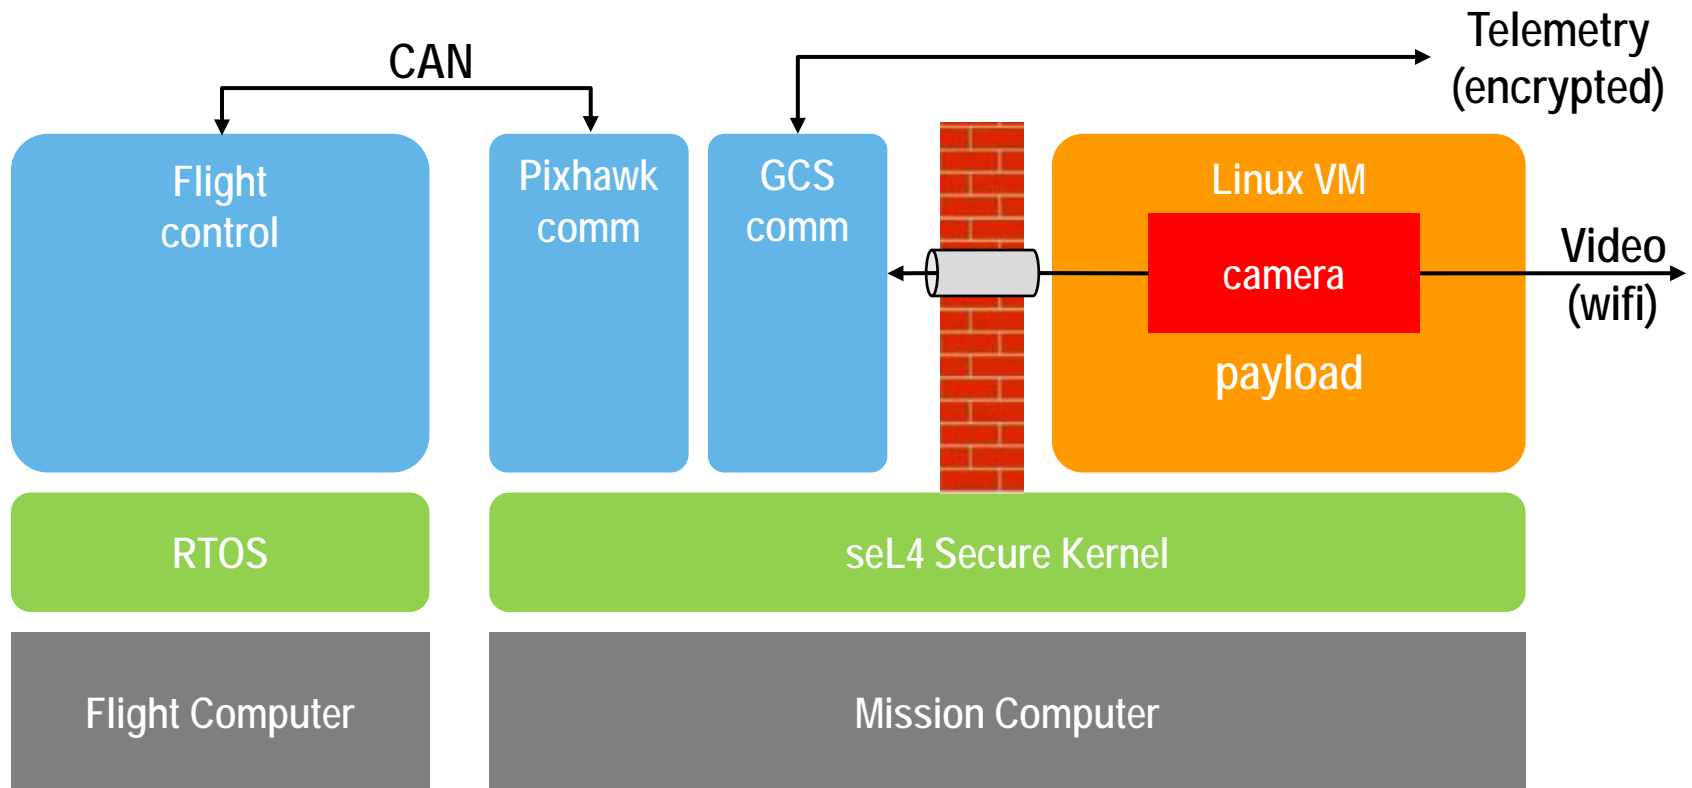 Telemetry
(encrypted)
CAN
Flight
control
Pixhawk
comm
GCS
comm
Linux VM
camera
payload
Video
(wifi)
RTOS
seL4 Secure Kernel
Flight Computer
Mission Computer